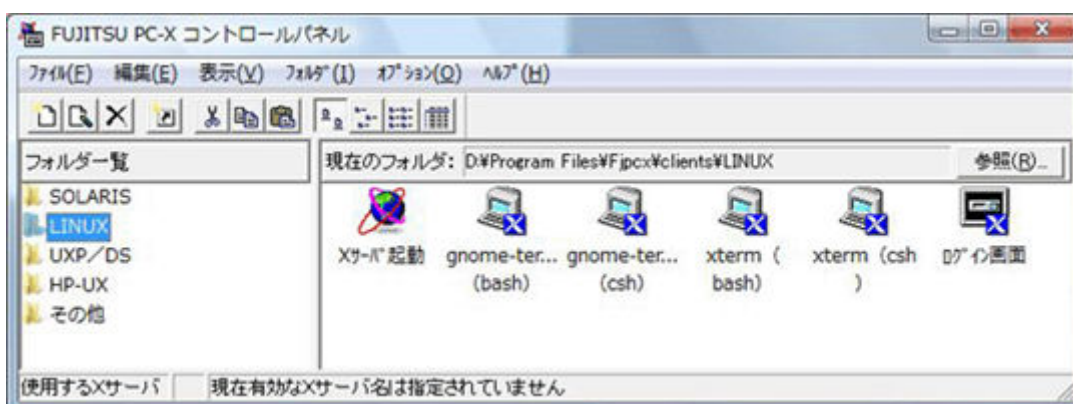 FUJITSU PC-X コントロールパネル
ファイル(F) 編集(E) 表示(V) フォルダ(I) オプション(O) ヘルプ(H)
フォルダ一覧
現在のフォルダ: D:¥Program Files¥Fjpcx¥clients¥LINUX 参照(R)...
SOLARIS
LINUX
UXP/DS
HP-UX
その他
Xサーバ起動
gnome-ter...
(bash)
gnome-ter...
(csh)
xterm (
bash)
xterm (csh
)
ログイン画面
使用するXサーバ 現在有効なXサーバ名は指定されていません